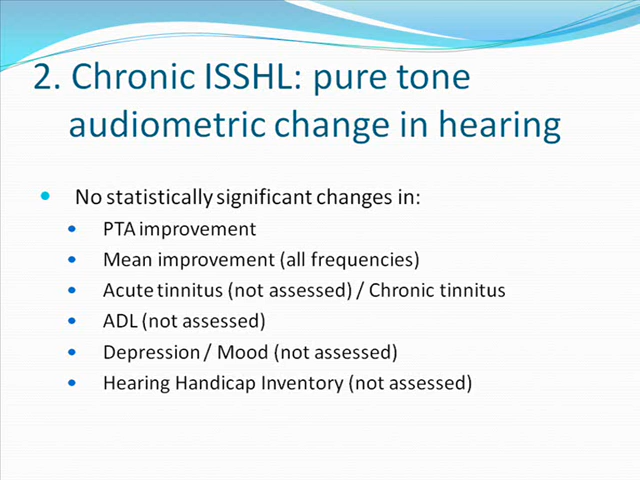 2. Chronic ISSHL: pure tone
audiometric change in hearing
No statistically significant changes in:
PTA improvement
Mean improvement (all frequencies)
Acute tinnitus (not assessed) / Chronic tinnitus
ADL (not assessed)
Depression / Mood (not assessed)
Hearing Handicap Inventory (not assessed)